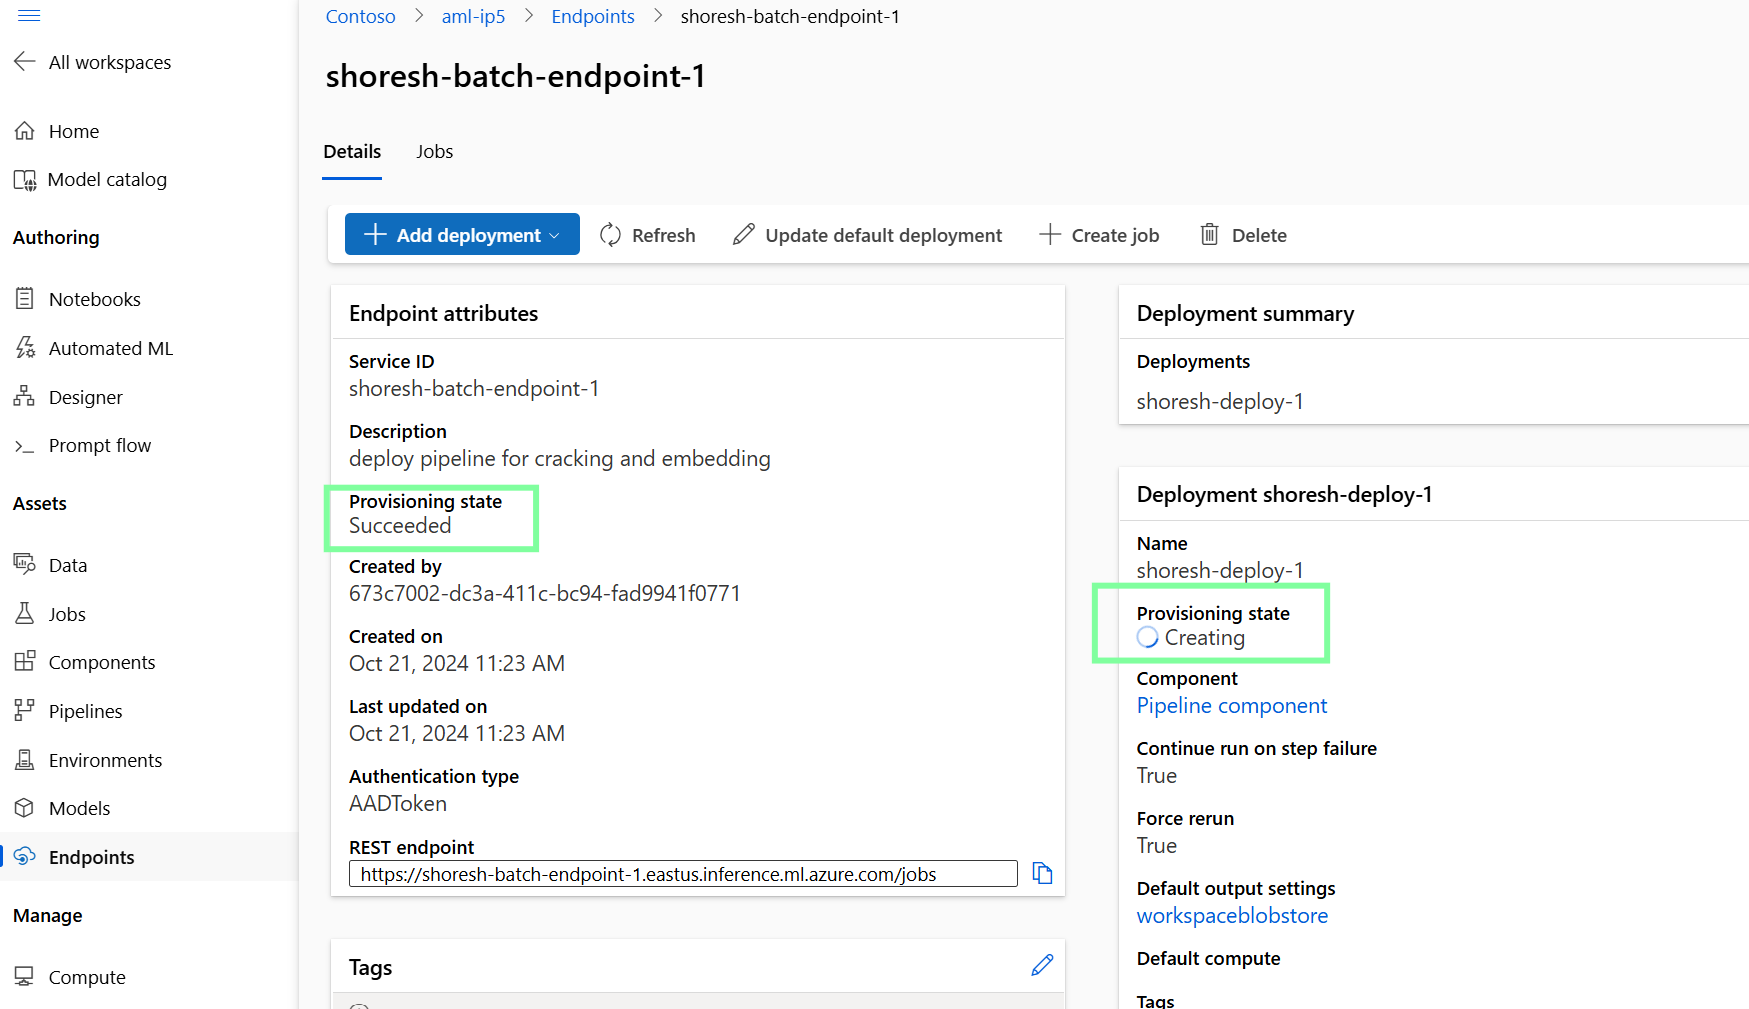 Contoso > aml-ip5 > Endpoints > shoresh-batch-endpoint-1
All workspaces
Home
Model catalog
Authoring
Notebooks
Automated ML
Designer
Prompt flow
Assets
Data
Jobs
Components
Pipelines
Environments
Models
Endpoints
Manage
Compute
shoresh-batch-endpoint-1
Details Jobs
Add deployment Refresh Update default deployment Create job Delete
Endpoint attributes
Service ID
shoresh-batch-endpoint-1
Description
deploy pipeline for cracking and embedding
Provisioning state
Succeeded
Created by
673c7002-dc3a-411c-bc94-fad9941f0771
Created on
Oct 21, 2024 11:23 AM
Last updated on
Oct 21, 2024 11:23 AM
Authentication type
AADToken
REST endpoint
https://shoresh-batch-endpoint-1.eastus.inference.ml.azure.com/jobs
Tags
Deployment summary
Deployments
shoresh-deploy-1
Deployment shoresh-deploy-1
Name
shoresh-deploy-1
Provisioning state
Creating
Component
Pipeline component
Continue run on step failure
True
Force rerun
True
Default output settings
workspaceblobstore
Default compute
Tags